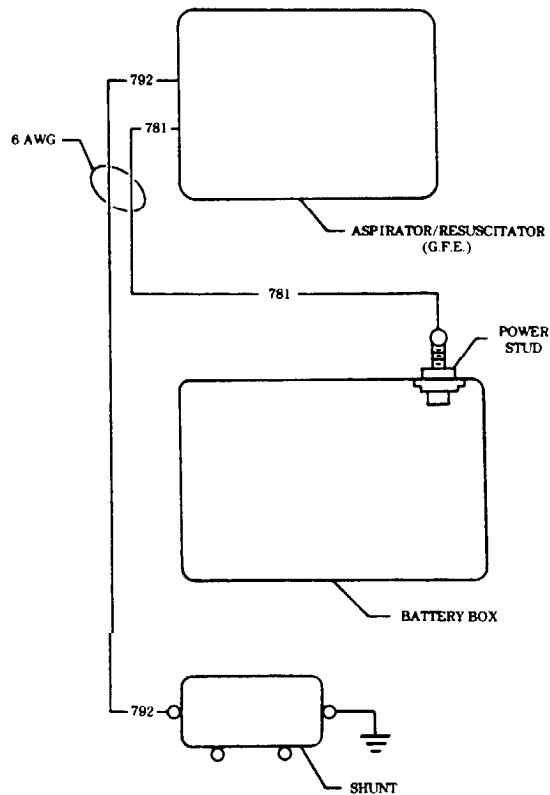 792
781
6 AWG
ASPIRATOR/RESUSCITATOR
(G.F.E.)
781
POWER
STUD
BATTERY BOX
792
SHUNT